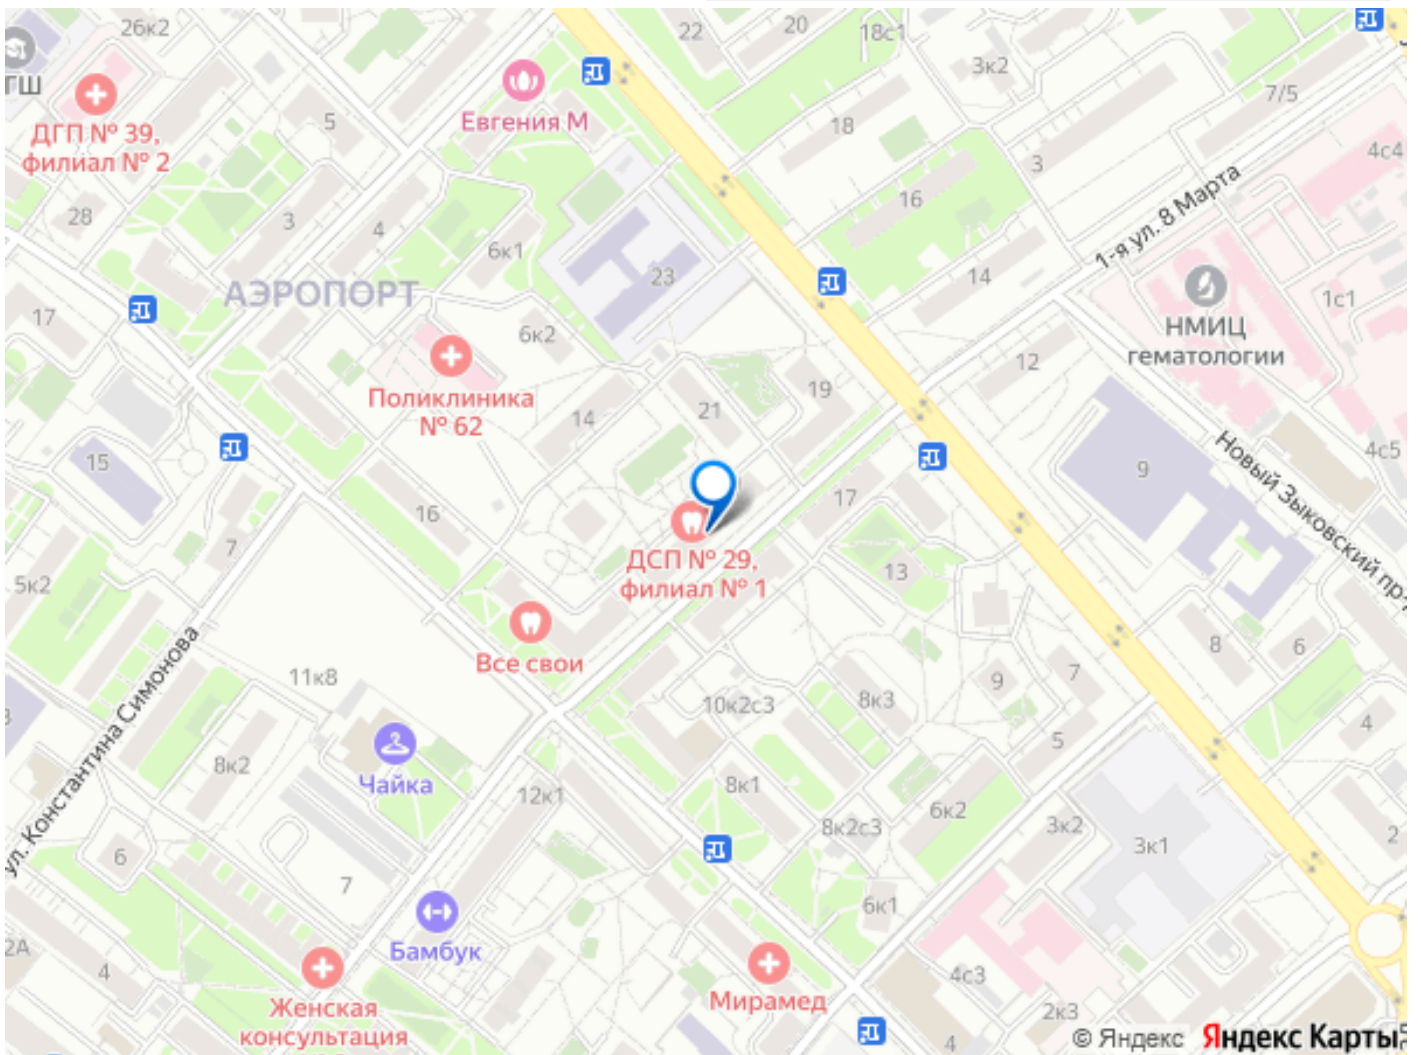 26к2
22
20
18с1
3к2
7/5
ГШ
ДГП № 39,
филиал № 2
5
Евгения М
18
3
4с4
28
3
4
6к1
16
1-я ул. 8 Марта
АЭРОПОРТ
23
14
1с1
17
6к2
НМИЦ
гематологии
12
Поликлиника
№ 62
14
21
19
15
16
17
9
4с5
Новый Зыковский пр-
7
ДСП № 29,
филиал № 1
13
5к2
Все свои
8
6
11к8
10к2с3
8к3
9
7
4
ул. Константина Симонова
8к2
Чайка
12к1
8к1
5
6к2
8к2с3
3к2
3к1
2
6
7
6к1
Бамбук
2А
4
Женская
консультация
Мирамед
4с3
2к3
4
© Яндекс Яндекс Карты